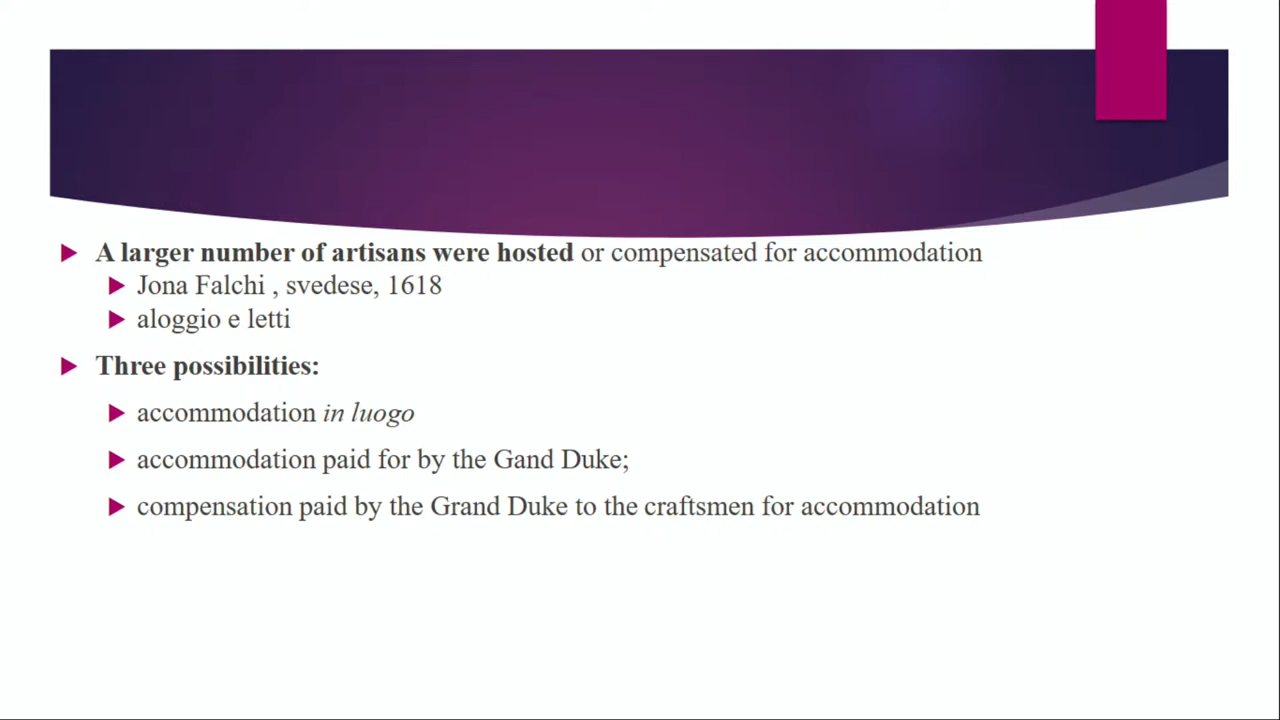 A larger number of artisans were hosted or compensated for accommodation
Jona Falchi , svedese, 1618
aloggio e letti
Three possibilities:
accommodation in luogo
accommodation paid for by the Gand Duke;
compensation paid by the Grand Duke to the craftsmen for accommodation